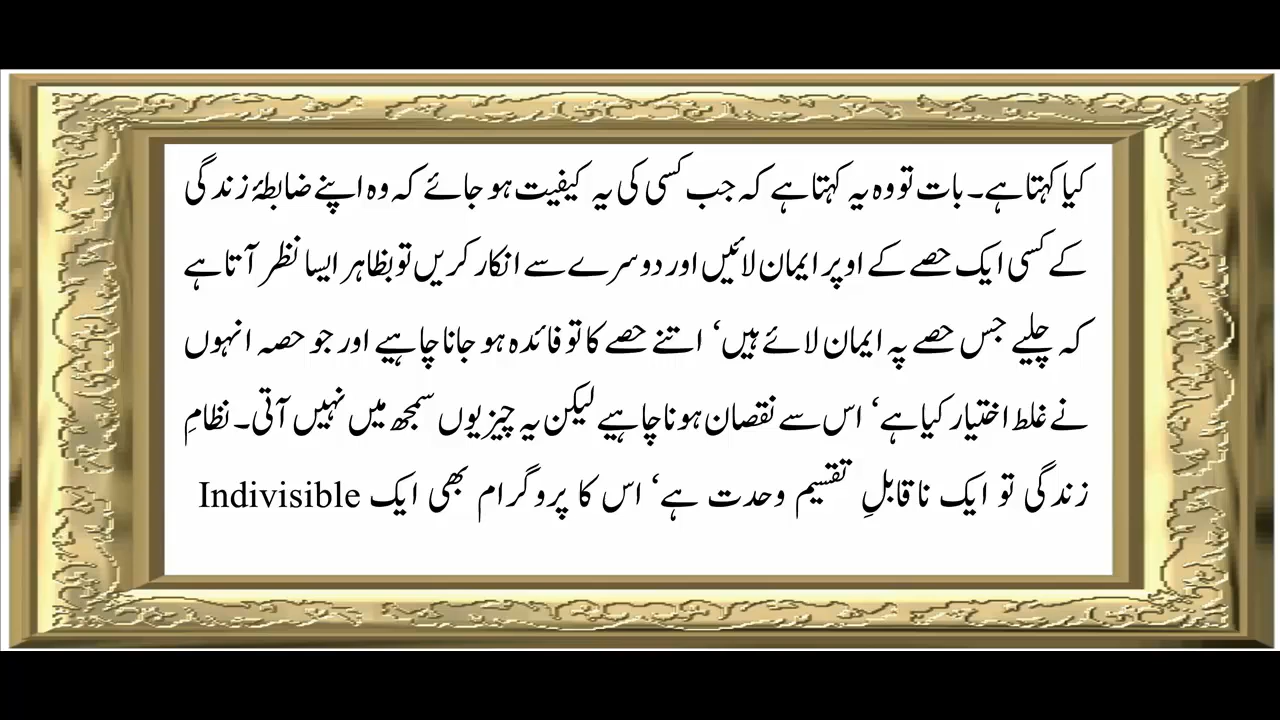 کیا کہتا ہے۔ بات تو وہ یہ کہتا ہے کہ جب کسی کی یہ کیفیت ہو جائے کہ وہ اپنے ضابطۂ زندگی
کے کسی ایک حصے کے اوپر ایمان لائیں اور دوسرے سے انکار کریں تو بظاہر ایسا نظر آتا ہے
کہ چلیے جس حصے پہ ایمان لائے ہیں‘ اتنے حصے کا تو فائدہ ہو جانا چاہیے اور جو حصہ انہوں
نے غلط اختیار کیا ہے‘ اس سے نقصان ہونا چاہیے لیکن یہ چیز یوں سمجھ میں نہیں آتی۔ نظامِ
زندگی تو ایک ناقابلِ تقسیم وحدت ہے‘ اس کا پروگرام بھی ایک Indivisible